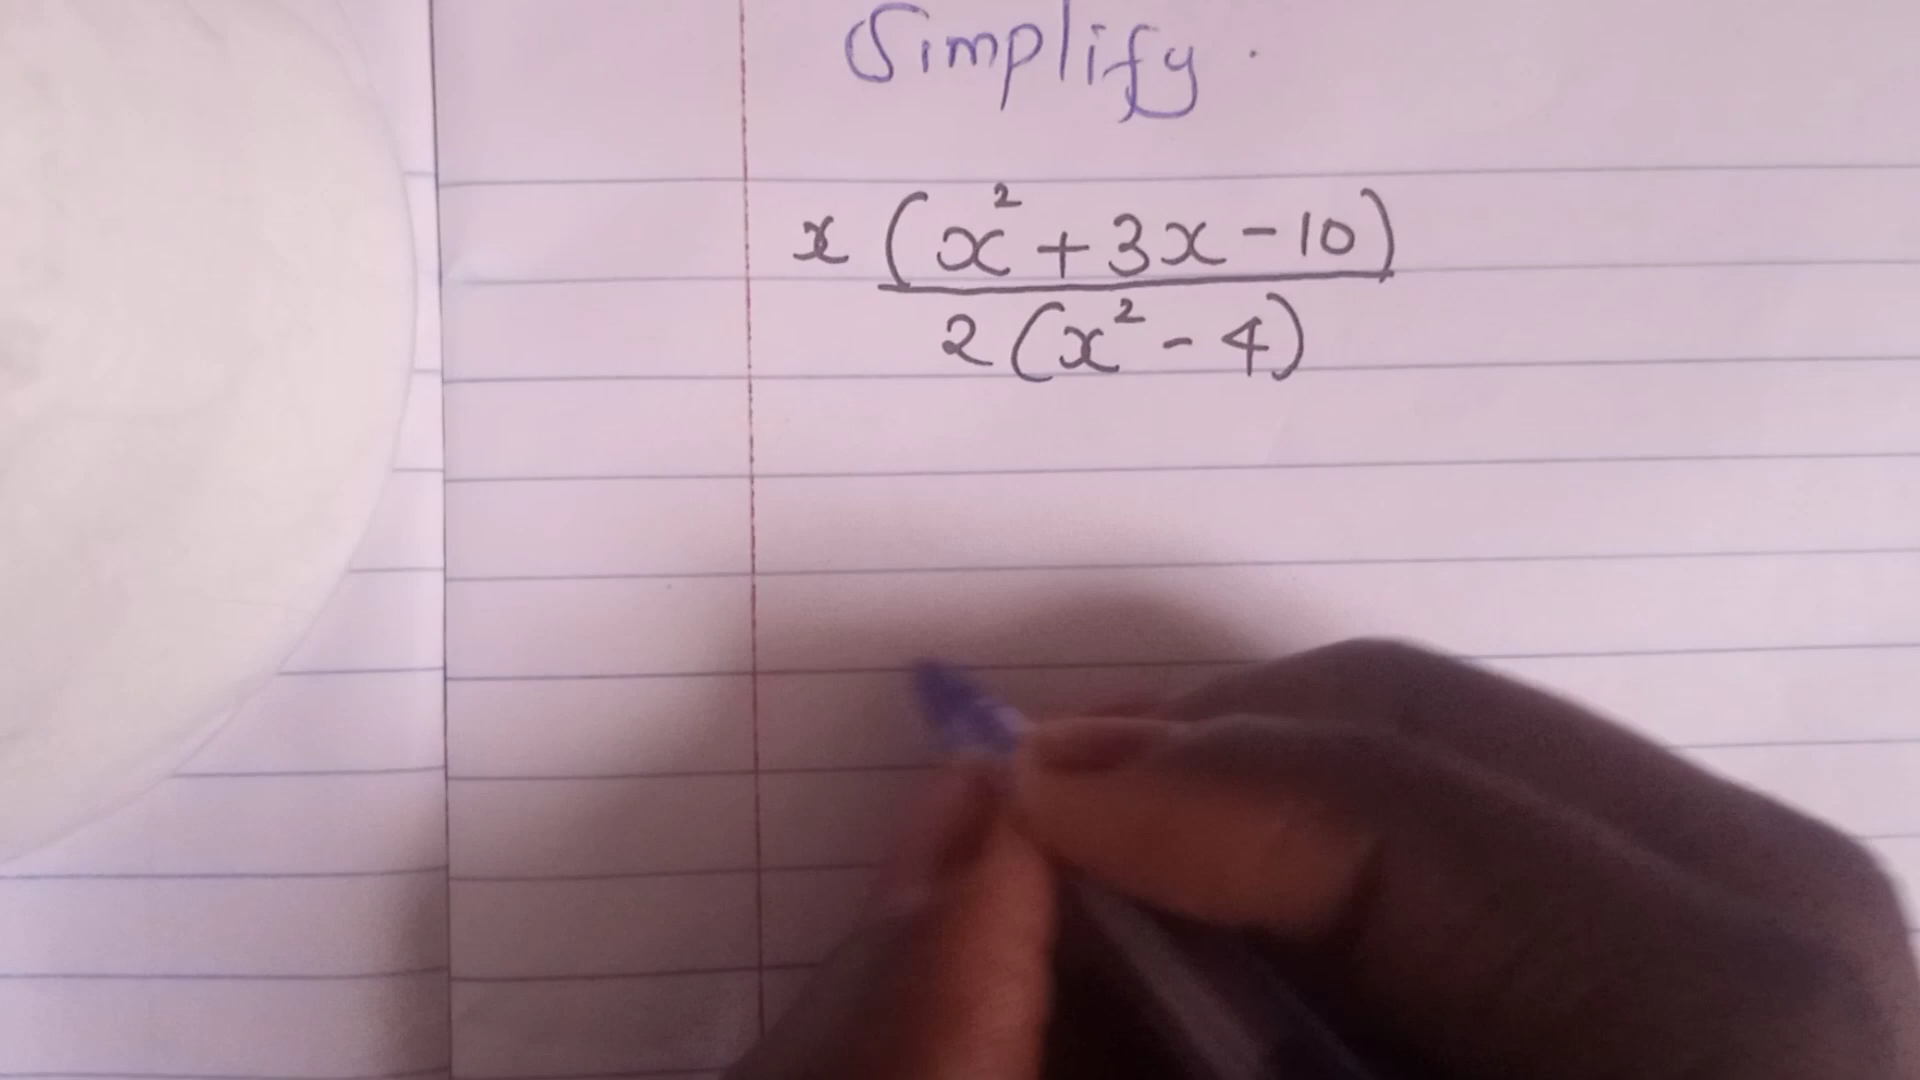 Simplify.
x (x² + 3x - 10)
2 (x² - 4)